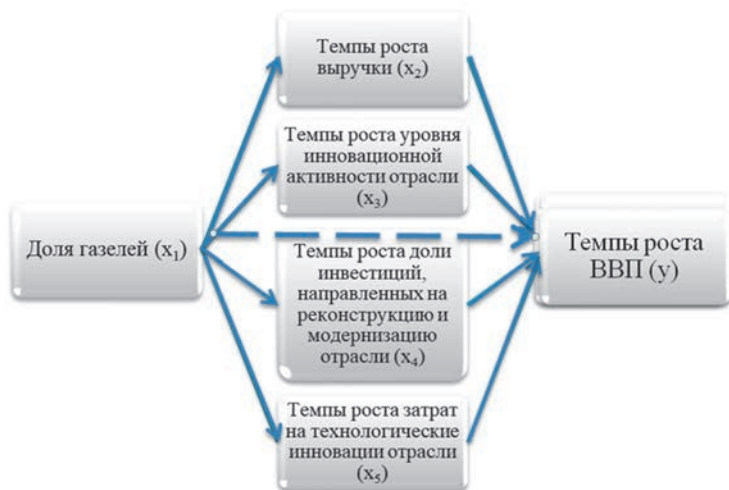 Темпы роста
выручки (x₂)
Темпы роста уровня
инновационной
активности отрасли
(x₃)
Доля газелей (x₁)
Темпы роста доли
инвестиций,
направленных на
реконструкцию и
модернизацию
отрасли (x₄)
Темпы роста затрат
на технологические
инновации отрасли
(x₅)
Темпы роста
ВВП (y)